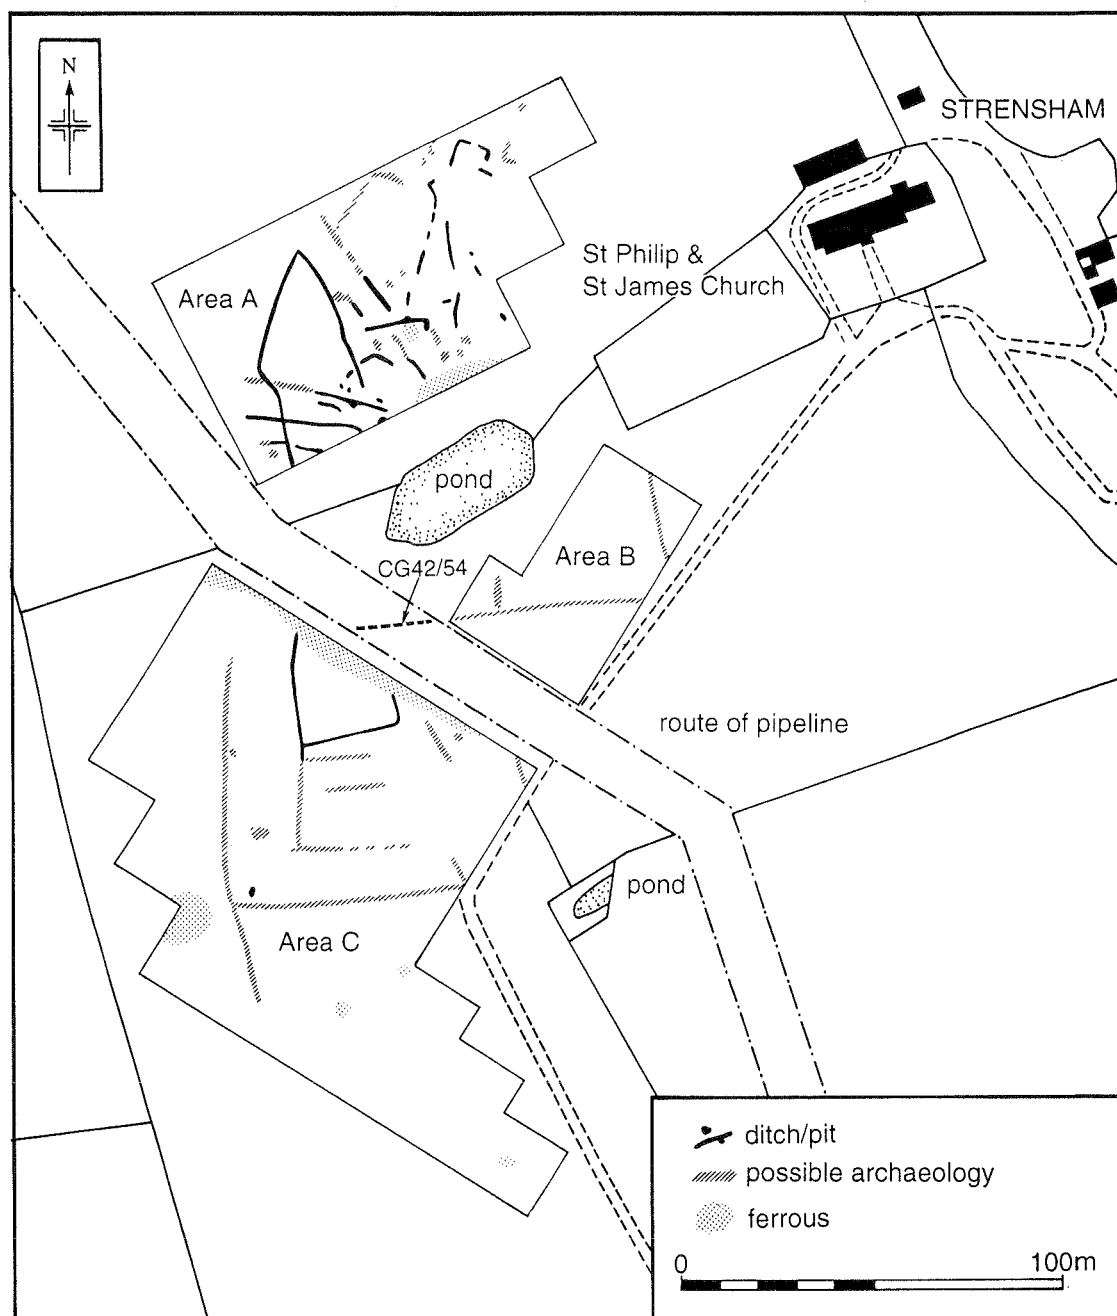 N
STRENSHAM
St Philip &
St James Church
Area A
pond
Area B
CG42/54
route of pipeline
pond
Area C
ditch/pit
possible archaeology
ferrous
0 100m